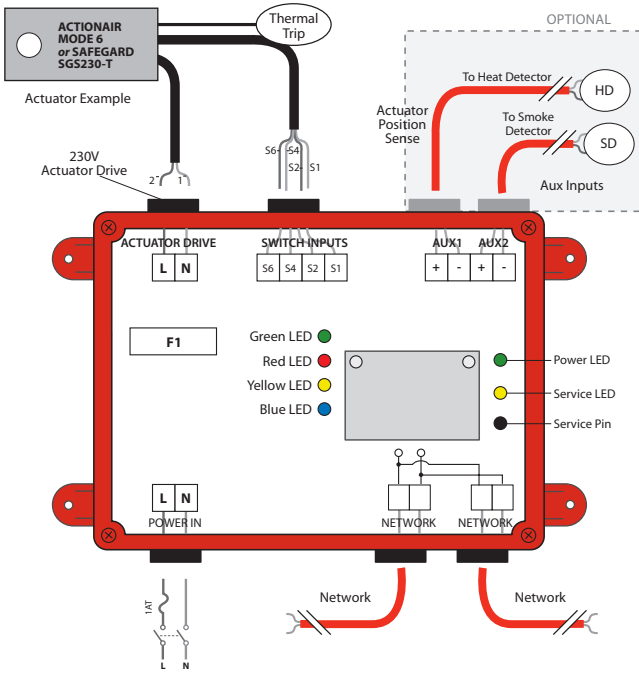 ACTIONAIR
MODE 6
or SAFEGARD
SGS230-T
Thermal
Trip
OPTIONAL
Actuator Example
To Heat Detector
HD
Actuator
Position
Sense
To Smoke
Detector
SD
Aux Inputs
230V
Actuator Drive
2
1
S6
S4
S2
S1
ACTUATOR DRIVE
SWITCH INPUTS
AUX1
AUX2
L N
S6 S4 S2 S1
+ - + -
F1
Green LED
Red LED
Yellow LED
Blue LED
Power LED
Service LED
Service Pin
L N
POWER IN
NETWORK
NETWORK
1AT
Network
Network
L N